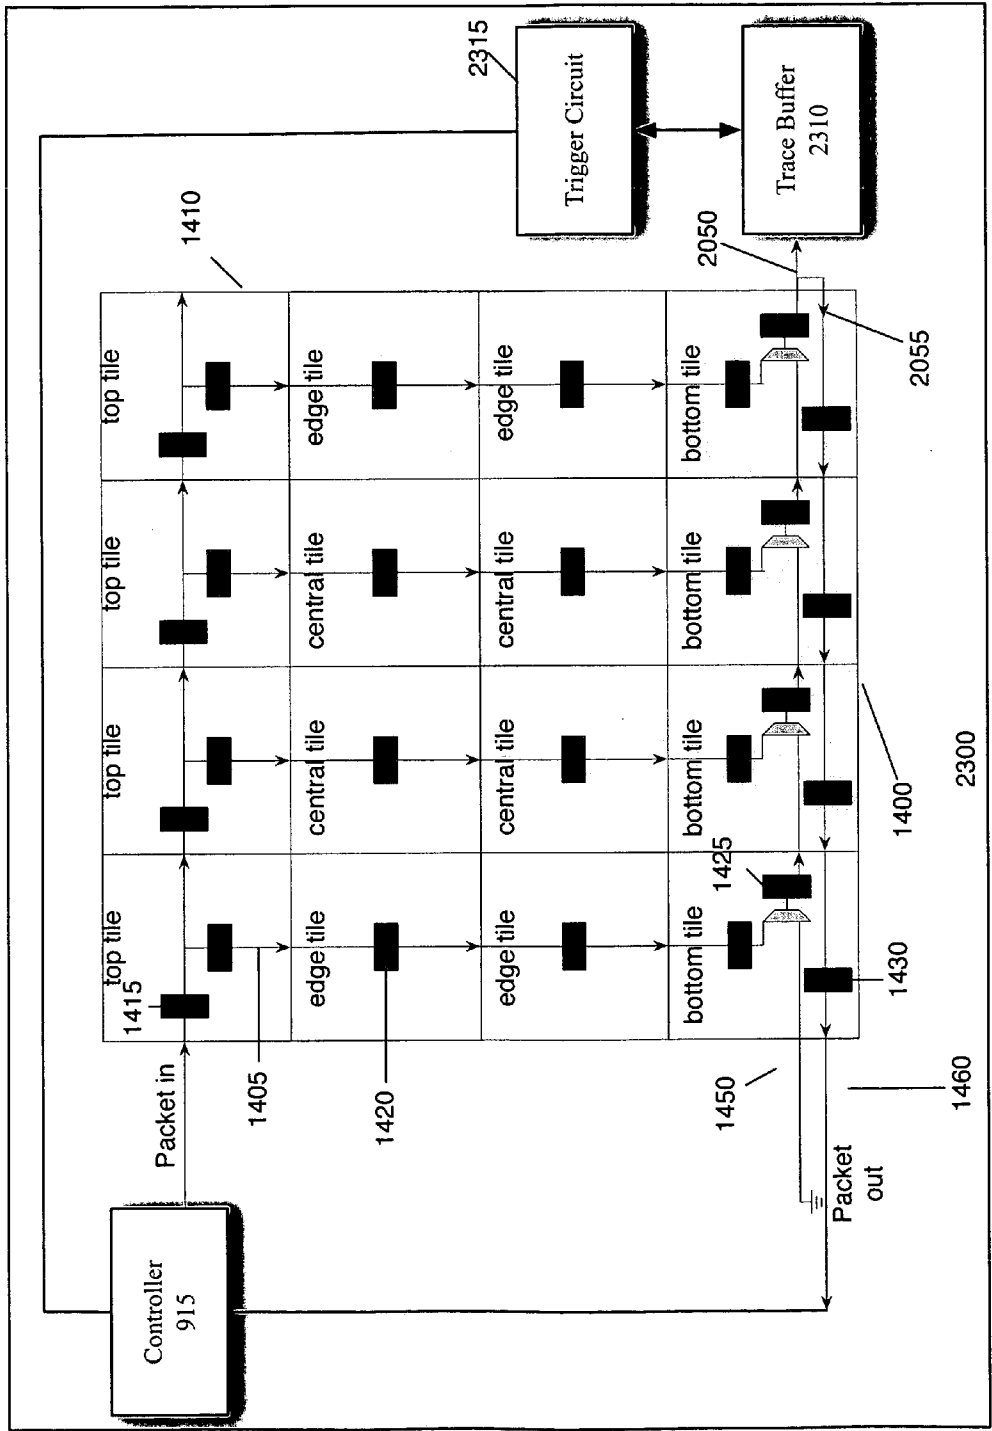 Controller
915
Packet in
1415
top tile
top tile
top tile
top tile
1410
2315
Trigger Circuit
1405
edge tile
central tile
central tile
edge tile
1420
edge tile
central tile
central tile
edge tile
bottom tile
bottom tile
bottom tile
bottom tile
1425
2050
Trace Buffer
2310
1450
Packet
out
1460
1430
1400
2055
2300